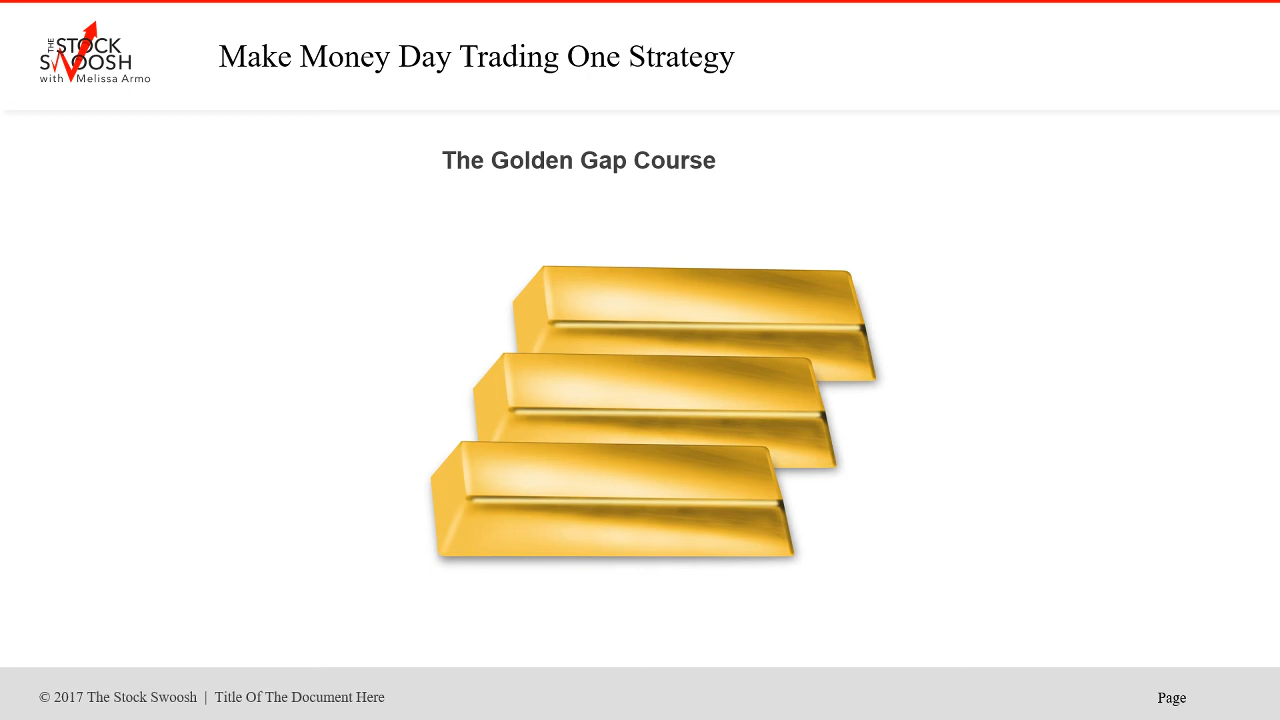 THE STOCK
SWOOSH
with Melissa Armo
Make Money Day Trading One Strategy
The Golden Gap Course
© 2017 The Stock Swoosh | Title Of The Document Here
Page